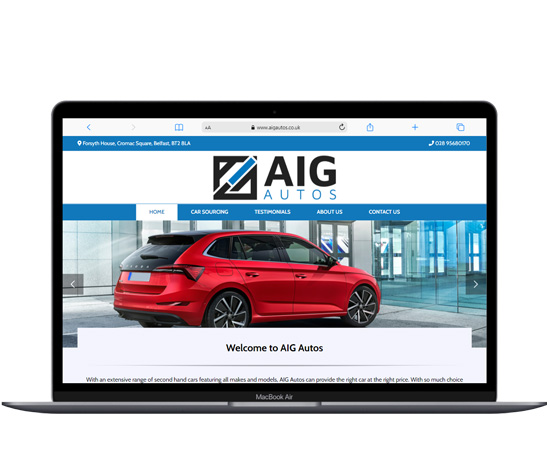 AA
www.aigautos.co.uk
Forsyth House, Cromac Square, Belfast, BT2 8LA
028 95680170
AIG
AUTOS
HOME
CAR SOURCING
TESTIMONIALS
ABOUT US
CONTACT US
SKODA
Welcome to AIG Autos
With an extensive range of second hand cars featuring all makes and models, AIG Autos can provide the right car at the right price. With so much choice
MacBook Air